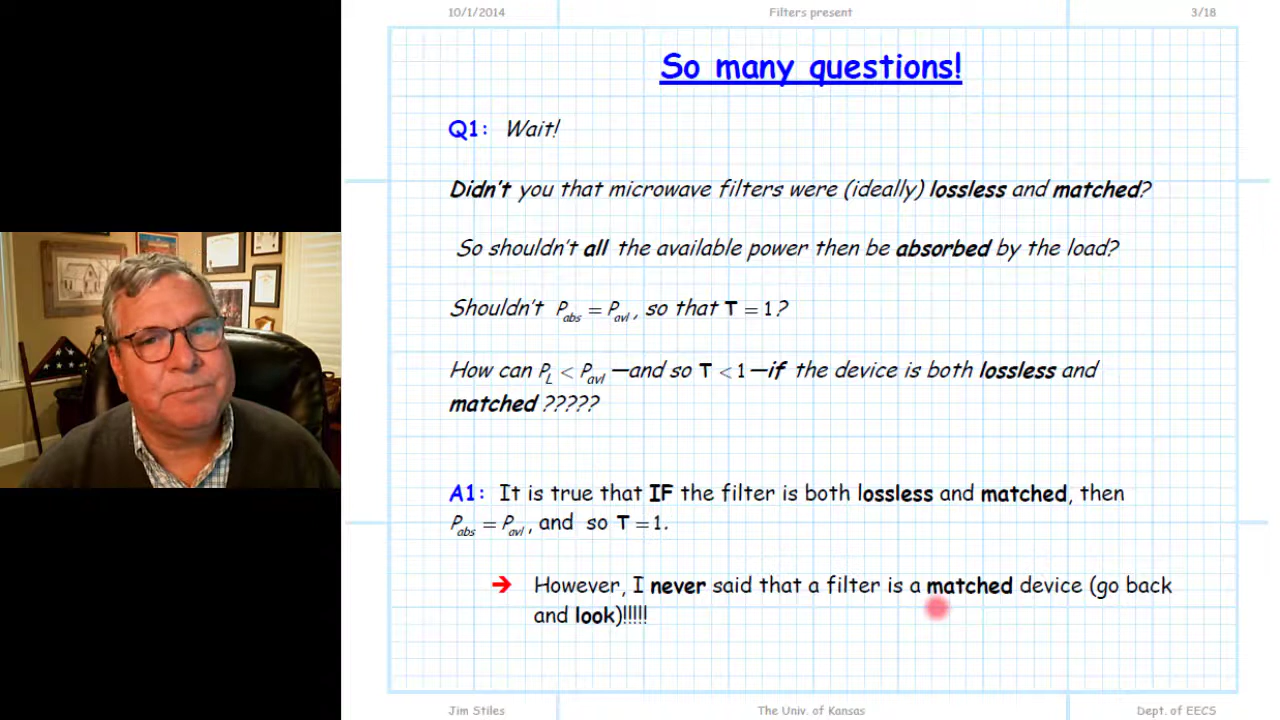 10/1/2014 Filters present 3/18
So many questions!
Q1: Wait!
Didn't you that microwave filters were (ideally) lossless and matched?
So shouldn't all the available power then be absorbed by the load?
Shouldn't P_abs = P_avl, so that T = 1?
How can P_L < P_avl —and so T < 1—if the device is both lossless and
matched ?????
A1: It is true that IF the filter is both lossless and matched, then
P_abs = P_avl, and so T = 1.
➔ However, I never said that a filter is a matched device (go back
and look)!!!!!
Jim Stiles The Univ. of Kansas Dept. of EECS